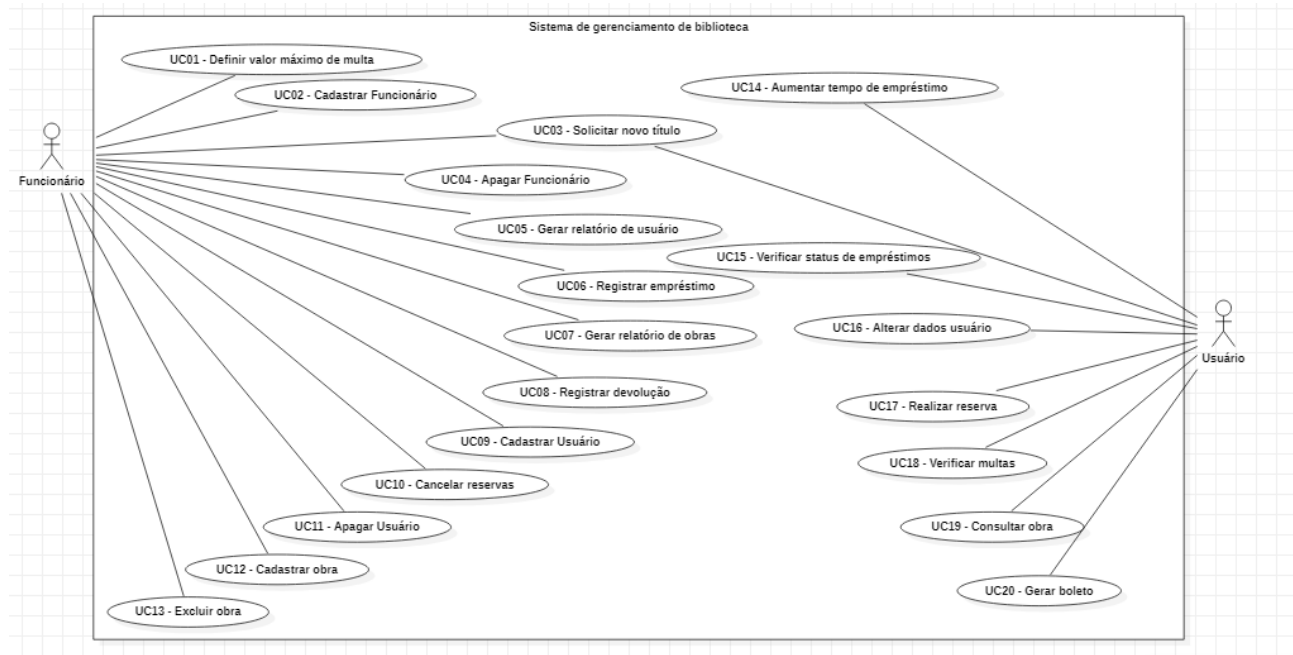 Sistema de gerenciamento de biblioteca
UC01 - Definir valor máximo de multa
UC02 - Cadastrar Funcionário
UC14 - Aumentar tempo de empréstimo
UC03 - Solicitar novo título
Funcionário
UC04 - Apagar Funcionário
UC05 - Gerar relatório de usuário
UC15 - Verificar status de empréstimos
UC06 - Registrar empréstimo
UC16 - Alterar dados usuário
UC07 - Gerar relatório de obras
Usuário
UC08 - Registrar devolução
UC17 - Realizar reserva
UC09 - Cadastrar Usuário
UC18 - Verificar multas
UC10 - Cancelar reservas
UC11 - Apagar Usuário
UC19 - Consultar obra
UC12 - Cadastrar obra
UC20 - Gerar boleto
UC13 - Excluir obra